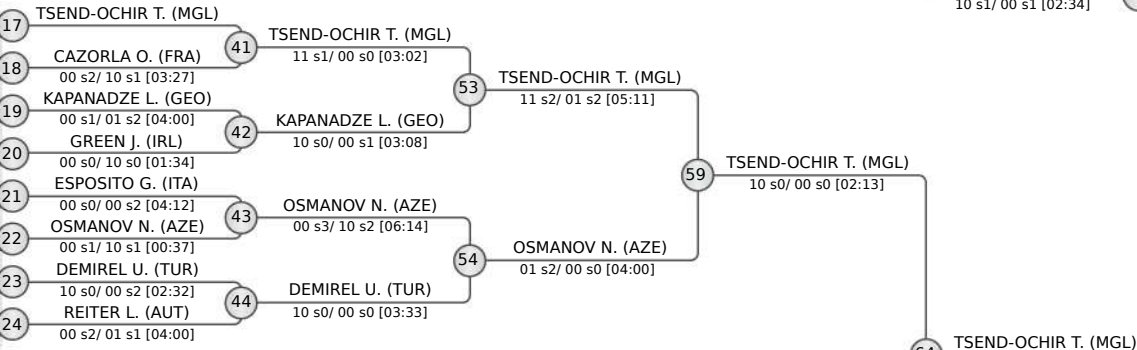 10 s1/ 00 s1 [02:34]
17
TSEND-OCHIR T. (MGL)
41
TSEND-OCHIR T. (MGL)
11 s1/ 00 s0 [03:02]
18
CAZORLA O. (FRA)
00 s2/ 10 s1 [03:27]
53
TSEND-OCHIR T. (MGL)
11 s2/ 01 s2 [05:11]
19
KAPANADZE L. (GEO)
00 s1/ 01 s2 [04:00]
42
KAPANADZE L. (GEO)
10 s0/ 00 s1 [03:08]
20
GREEN J. (IRL)
00 s0/ 10 s0 [01:34]
59
TSEND-OCHIR T. (MGL)
10 s0/ 00 s0 [02:13]
21
ESPOSITO G. (ITA)
00 s0/ 00 s2 [04:12]
43
OSMANOV N. (AZE)
00 s3/ 10 s2 [06:14]
22
OSMANOV N. (AZE)
00 s1/ 10 s1 [00:37]
54
OSMANOV N. (AZE)
01 s2/ 00 s0 [04:00]
23
DEMIREL U. (TUR)
10 s0/ 00 s2 [02:32]
44
DEMIREL U. (TUR)
10 s0/ 00 s0 [03:33]
24
REITER L. (AUT)
00 s2/ 01 s1 [04:00]
TSEND-OCHIR T. (MGL)